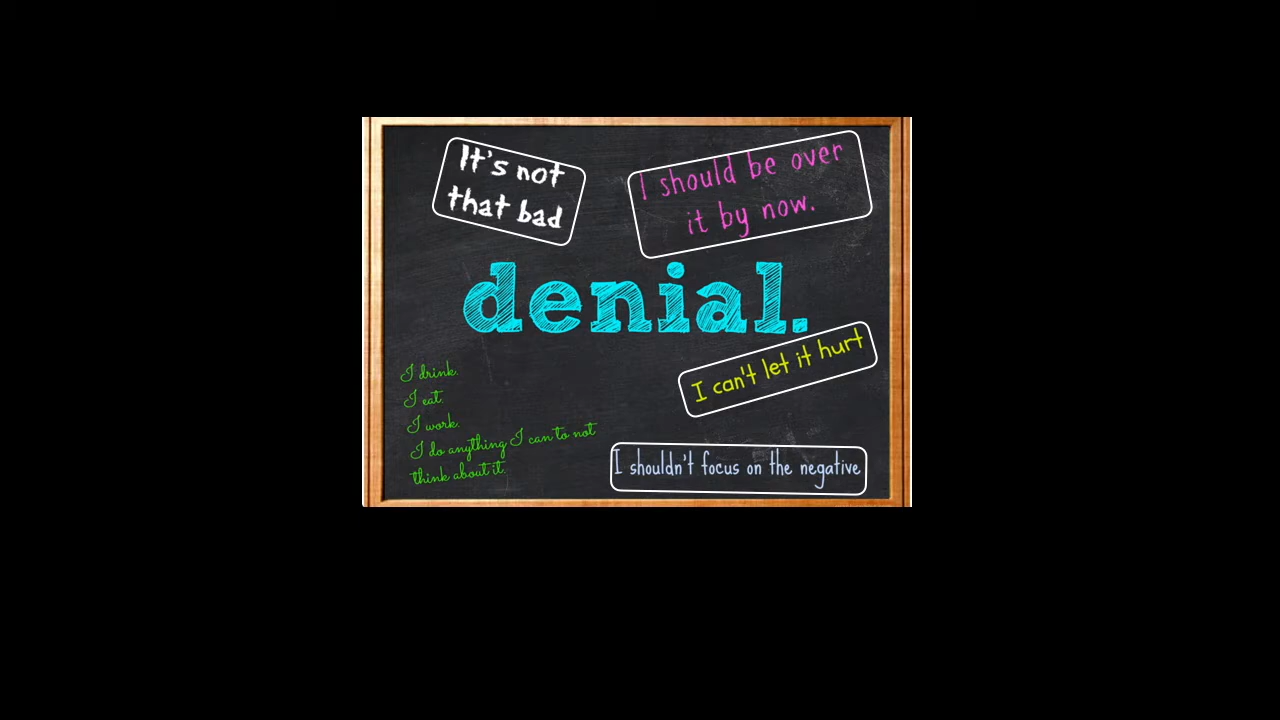 It's not
that bad
I should be over
it by now.
denial.
I can't let it hurt
I drink.
I eat.
I work.
I do anything I can to not
think about it.
I shouldn't focus on the negative